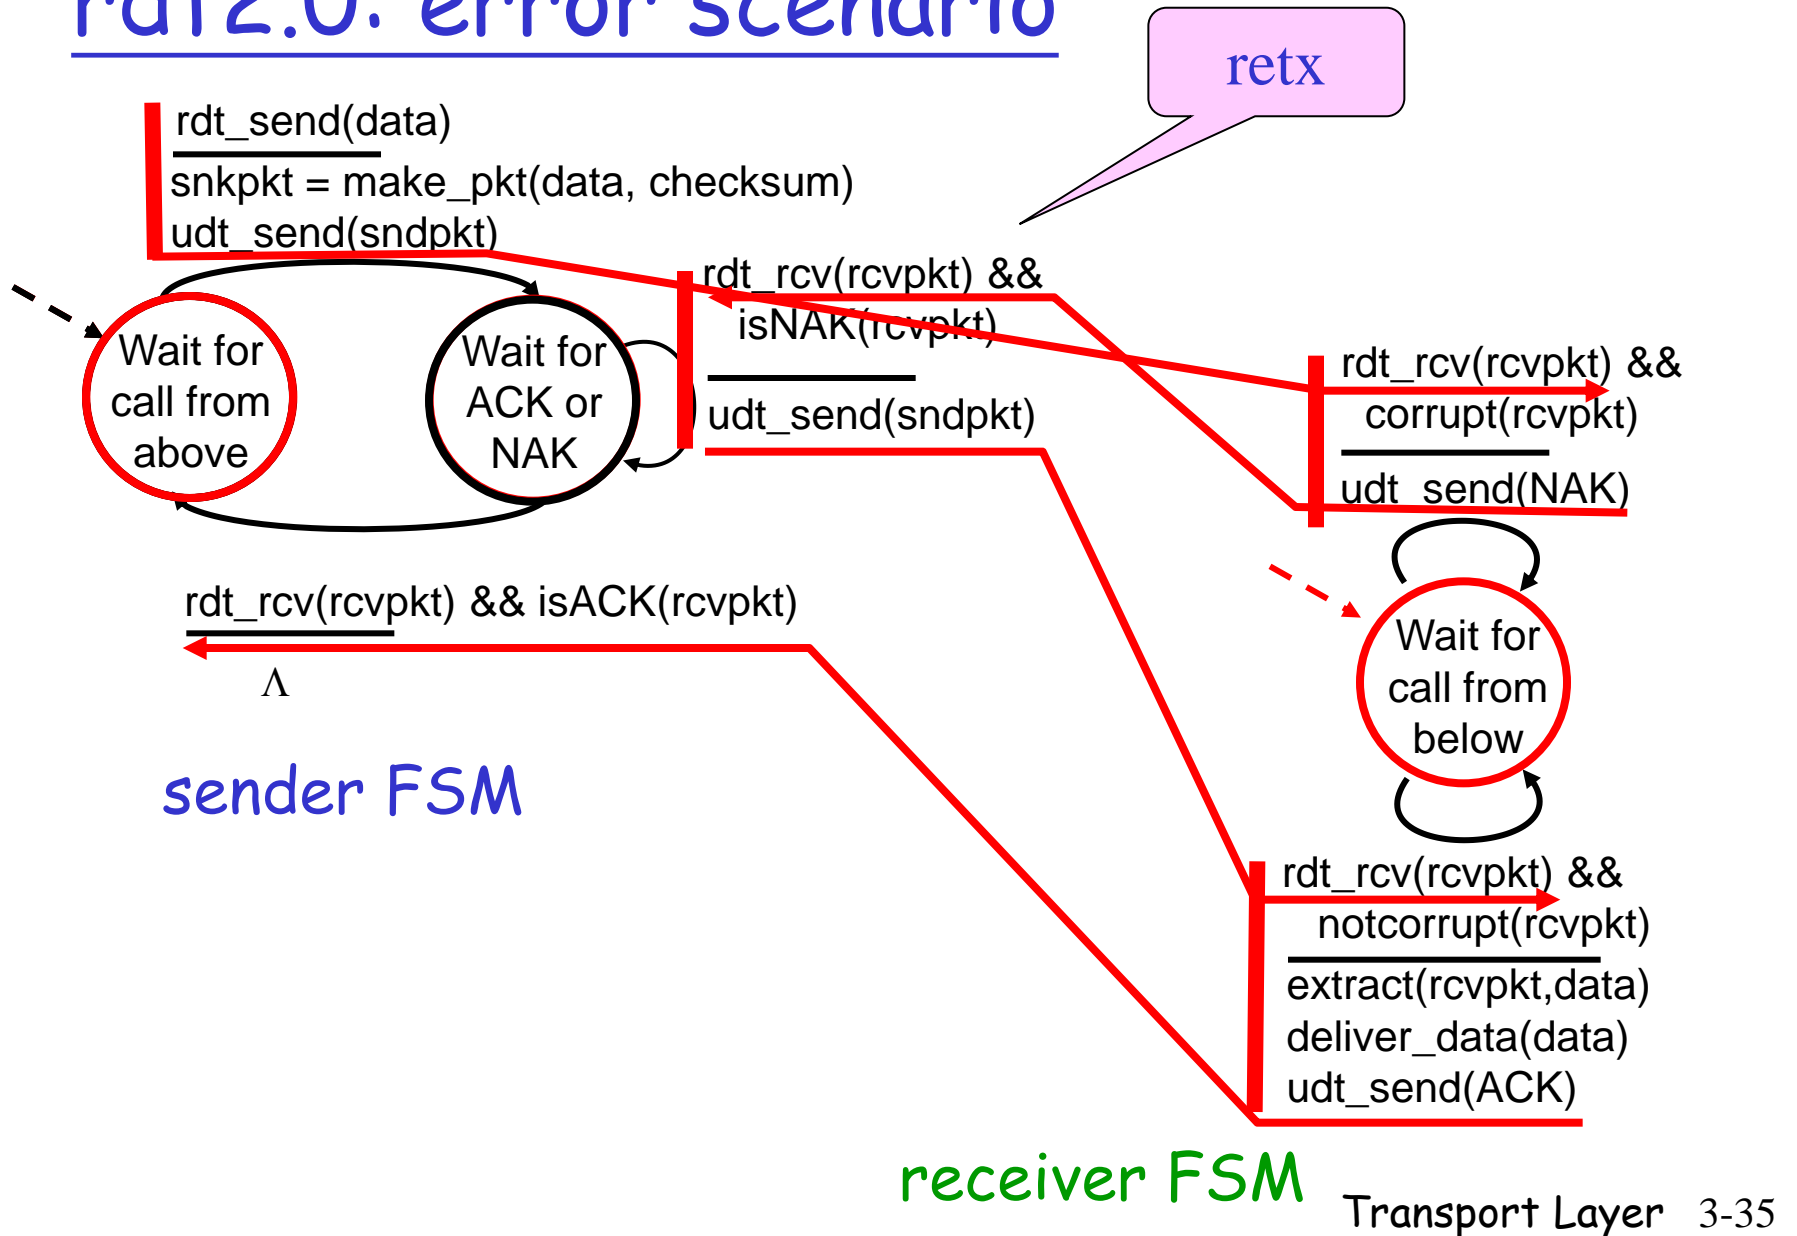 rdt2.0: error scenario
retx
rdt_send(data)
snkpkt = make_pkt(data, checksum)
udt_send(sndpkt)
rdt_rcv(rcvpkt) &&
isNAK(rcvpkt)
udt_send(sndpkt)
Wait for
call from
above
Wait for
ACK or
NAK
rdt_rcv(rcvpkt) &&
corrupt(rcvpkt)
udt_send(NAK)
rdt_rcv(rcvpkt) && isACK(rcvpkt)
Λ
Wait for
call from
below
sender FSM
rdt_rcv(rcvpkt) &&
notcorrupt(rcvpkt)
extract(rcvpkt,data)
deliver_data(data)
udt_send(ACK)
receiver FSM
Transport Layer 3-35